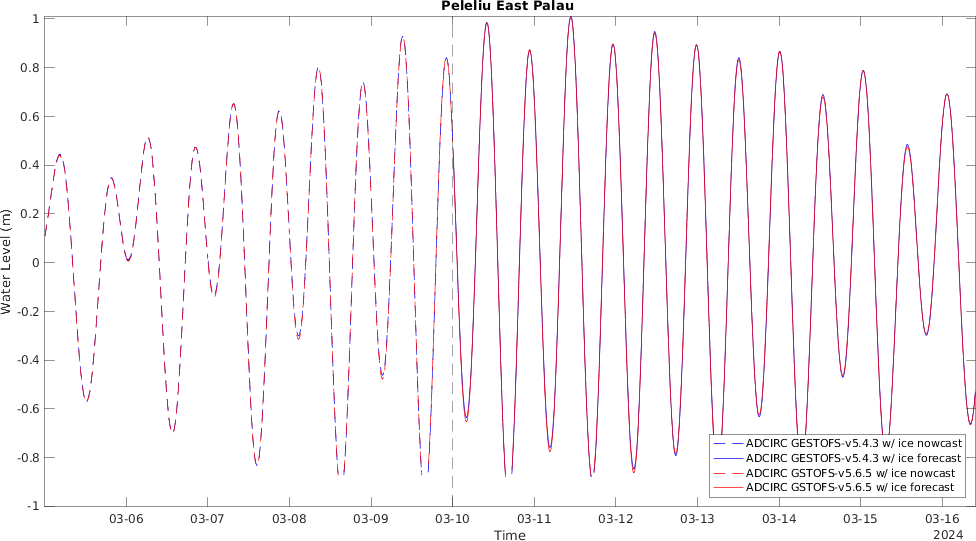 Peleliu East Palau
1
0.8
0.6
0.4
0.2
0
-0.2
-0.4
-0.6
-0.8
-1
Water Level (m)
ADCIRC GESTOFS-v5.4.3 w/ ice nowcast
ADCIRC GESTOFS-v5.4.3 w/ ice forecast
ADCIRC GSTOFS-v5.6.5 w/ ice nowcast
ADCIRC GSTOFS-v5.6.5 w/ ice forecast
03-06 03-07 03-08 03-09 03-10 03-11 03-12 03-13 03-14 03-15 03-16
Time
2024